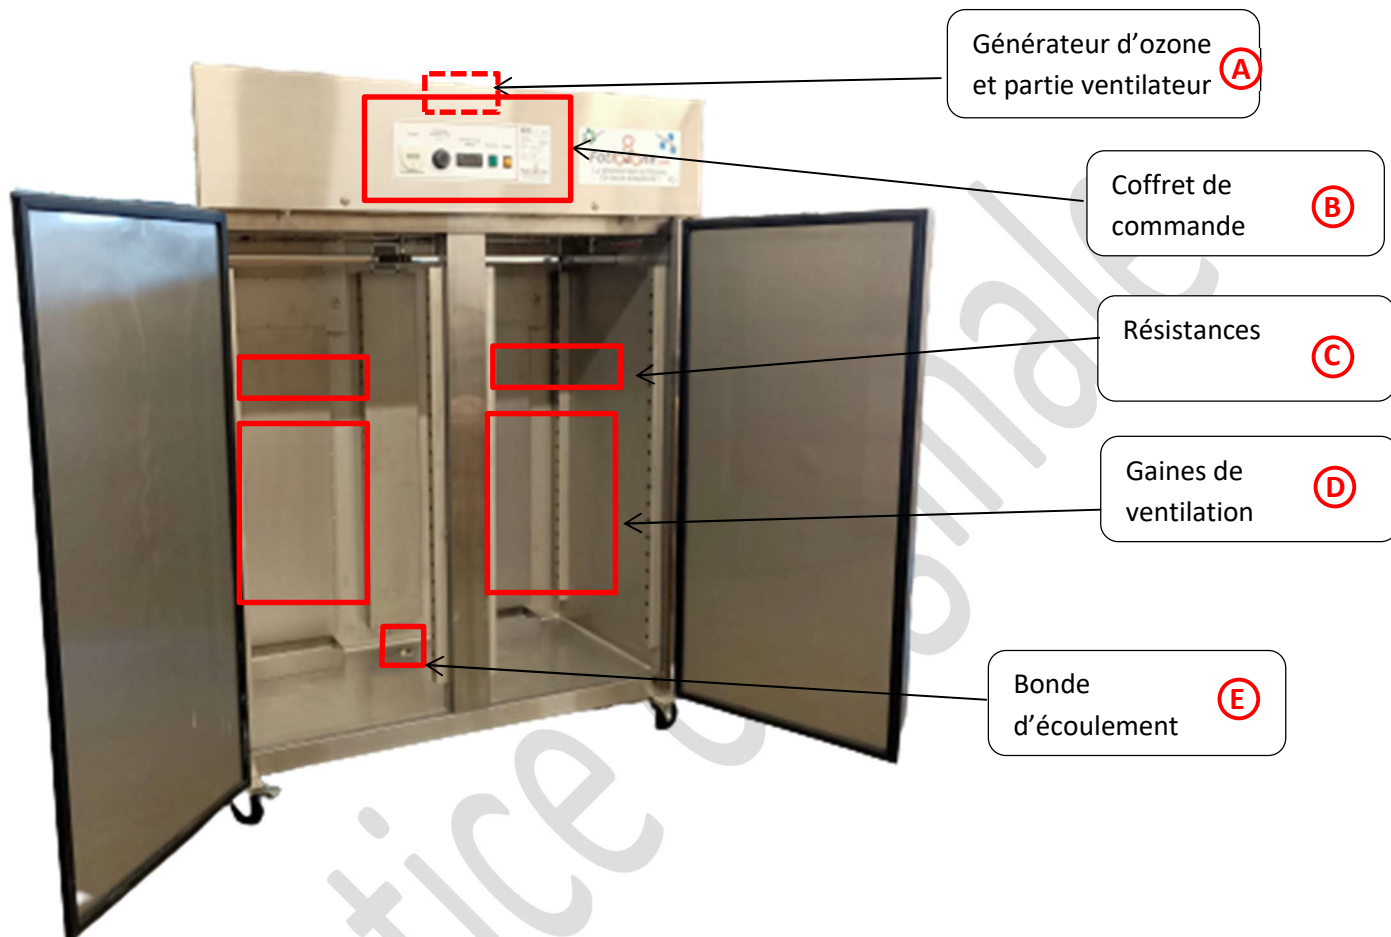 Générateur d’ozone
et partie ventilateur
A
Coffret de
commande
B
Résistances
C
Gaines de
ventilation
D
Bonde
d’écoulement
E